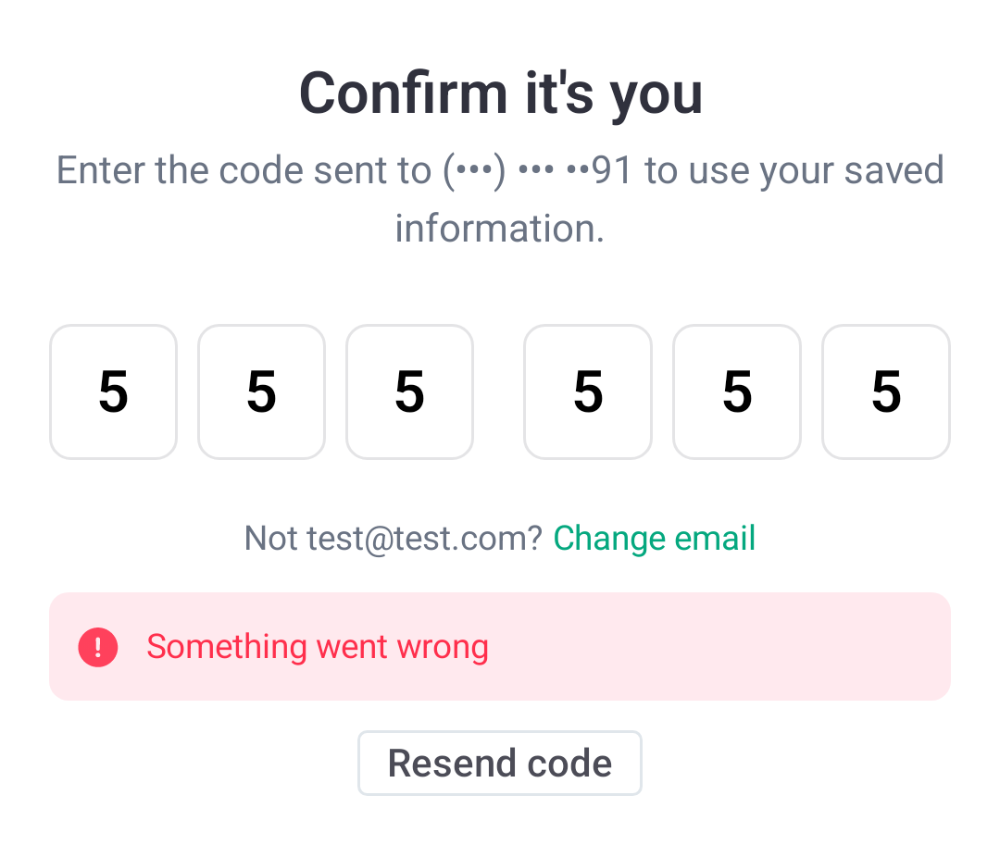 Confirm it's you
Enter the code sent to (•••) ••• ••91 to use your saved
information.
5 5 5 5 5 5
Not test@test.com? Change email
! Something went wrong
Resend code